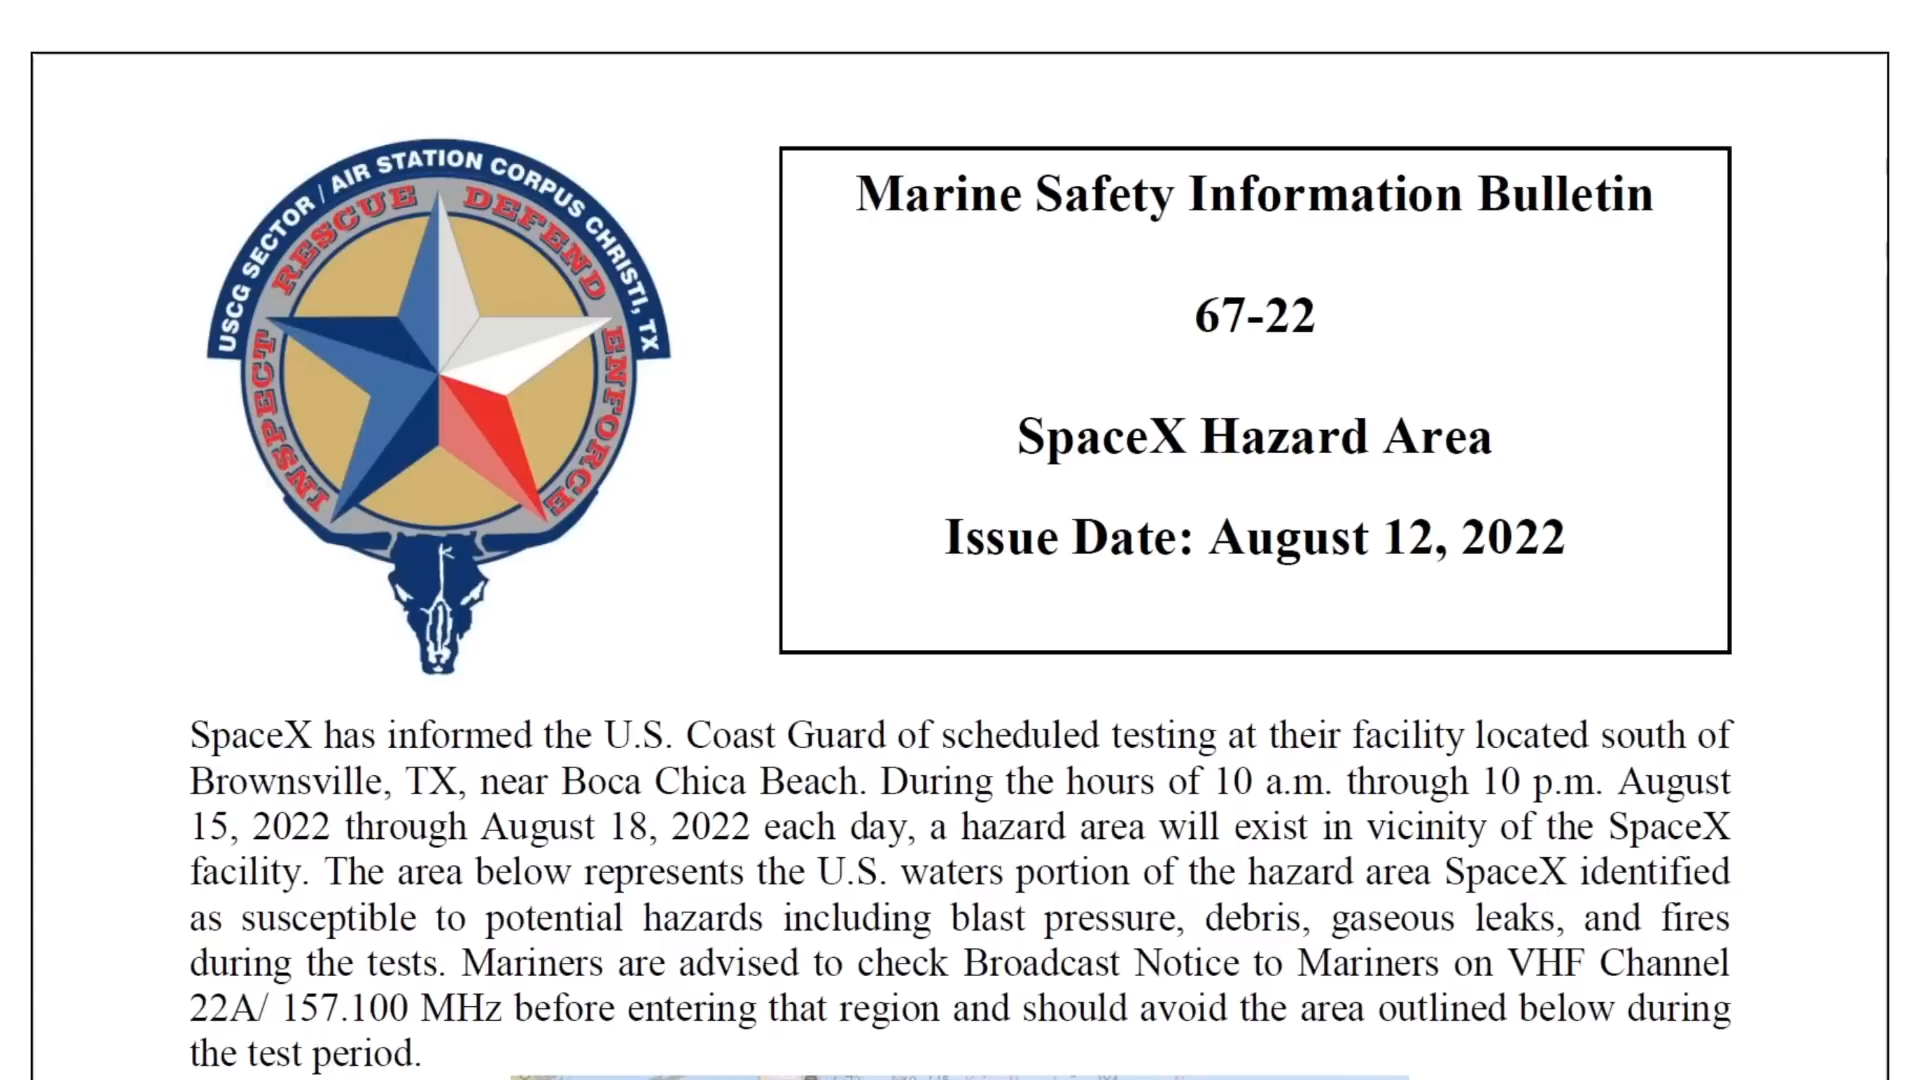 USCG SECTOR / AIR STATION CORPUS CHRISTI, TX
INSPECT RESCUE DEFEND ENFORCE
Marine Safety Information Bulletin
67-22
SpaceX Hazard Area
Issue Date: August 12, 2022
SpaceX has informed the U.S. Coast Guard of scheduled testing at their facility located south of
Brownsville, TX, near Boca Chica Beach. During the hours of 10 a.m. through 10 p.m. August
15, 2022 through August 18, 2022 each day, a hazard area will exist in vicinity of the SpaceX
facility. The area below represents the U.S. waters portion of the hazard area SpaceX identified
as susceptible to potential hazards including blast pressure, debris, gaseous leaks, and fires
during the tests. Mariners are advised to check Broadcast Notice to Mariners on VHF Channel
22A/ 157.100 MHz before entering that region and should avoid the area outlined below during
the test period.